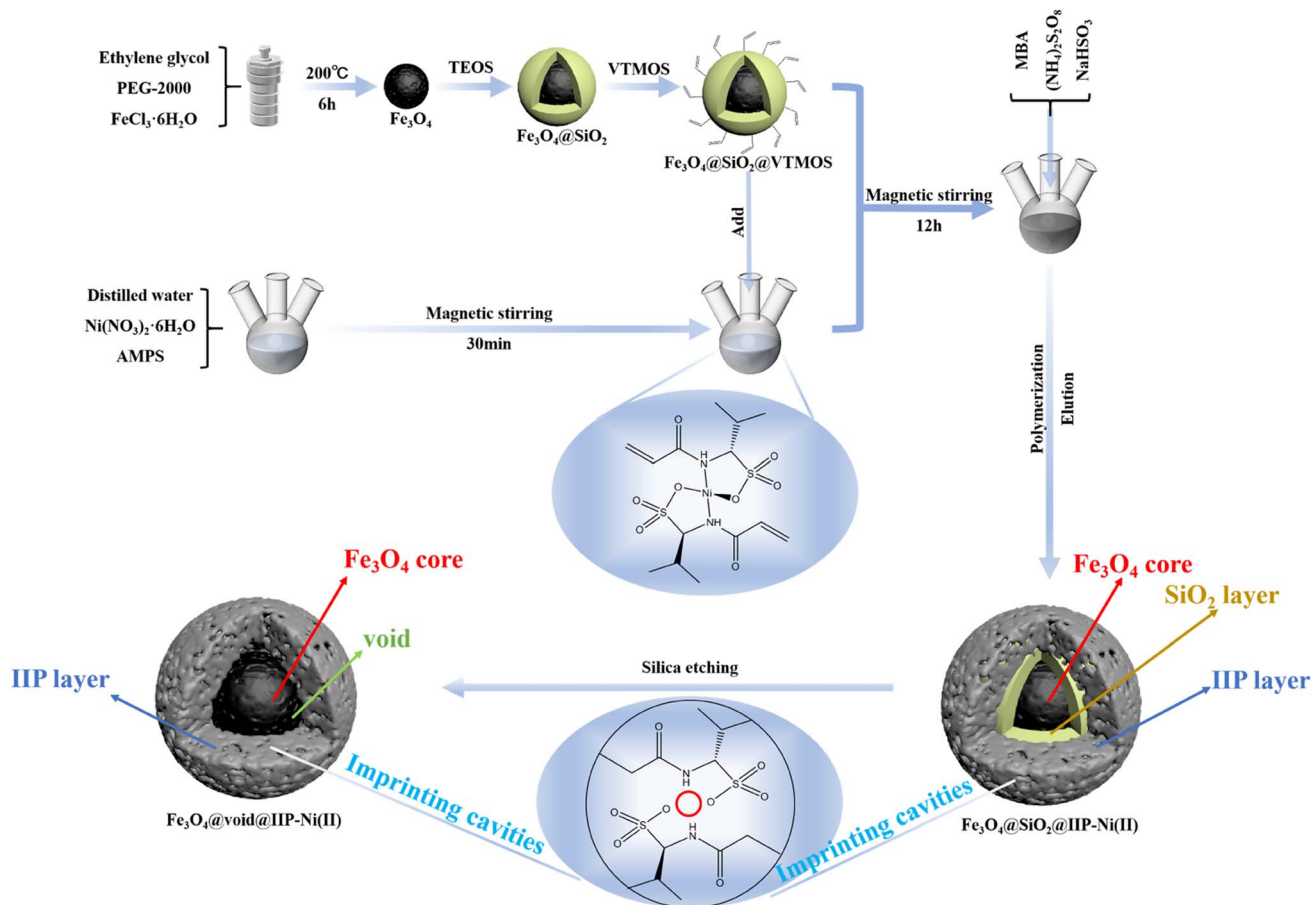 Ethylene glycol
PEG-2000
FeCl₃·6H₂O
200℃
6h
Fe₃O₄
TEOS
Fe₃O₄@SiO₂
VTMOS
Fe₃O₄@SiO₂@VTMOS
Add
Magnetic stirring
12h
MBA
(NH₄)₂S₂O₈
NaHSO₃
Distilled water
Ni(NO₃)₂·6H₂O
AMPS
Magnetic stirring
30min
O
H
N
S
O
O
O
Ni
O
S
O
O
NH
O
Polymerization
Elution
Fe₃O₄ core
void
IIP layer
Fe₃O₄@void@IIP-Ni(II)
Silica etching
Fe₃O₄ core
SiO₂ layer
IIP layer
Fe₃O₄@SiO₂@IIP-Ni(II)
Imprinting cavities
O
N
H
S
O
O
O
O
S
O
O
H
N
O
Imprinting cavities